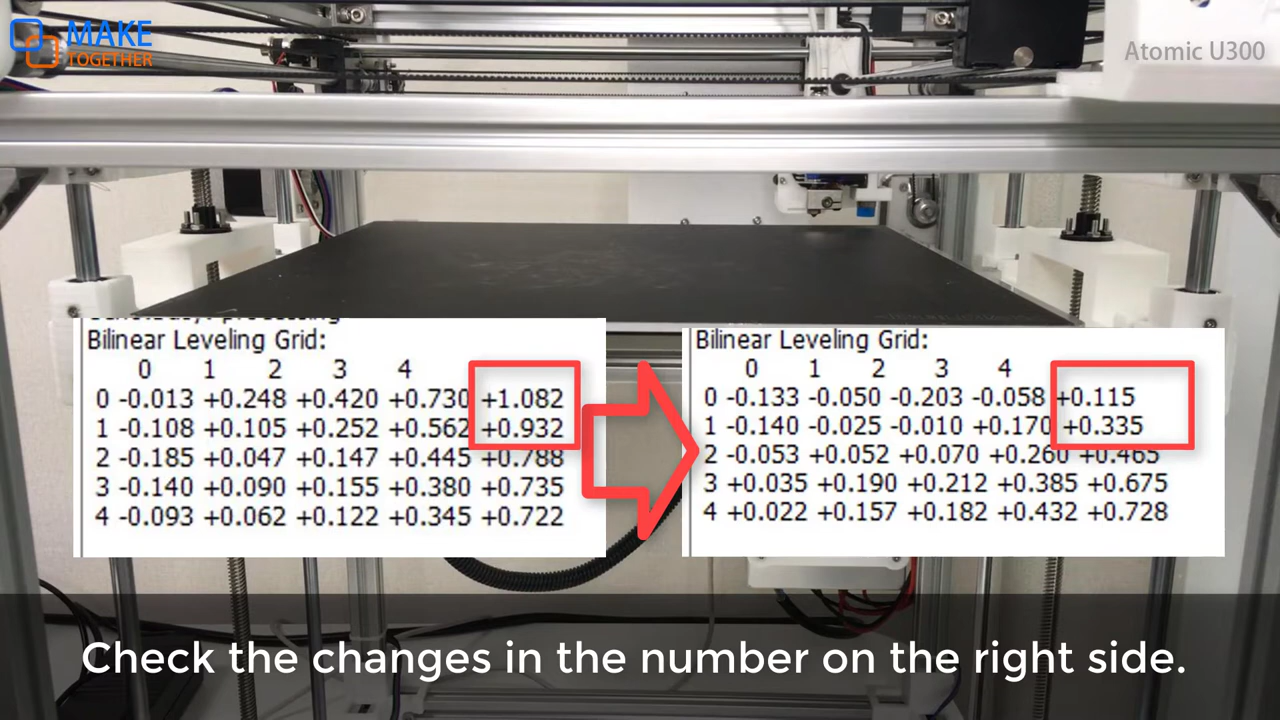 MAKE
TOGETHER
Atomic U300
Bilinear Leveling Grid:
0 1 2 3 4
0 -0.013 +0.248 +0.420 +0.730 +1.082
1 -0.108 +0.105 +0.252 +0.562 +0.932
2 -0.185 +0.047 +0.147 +0.445 +0.788
3 -0.140 +0.090 +0.155 +0.380 +0.735
4 -0.093 +0.062 +0.122 +0.345 +0.722
Bilinear Leveling Grid:
0 1 2 3 4
0 -0.133 -0.050 -0.203 -0.058 +0.115
1 -0.140 -0.025 -0.010 +0.170 +0.335
2 -0.053 +0.052 +0.070 +0.260 +0.465
3 +0.035 +0.190 +0.212 +0.385 +0.675
4 +0.022 +0.157 +0.182 +0.432 +0.728
Check the changes in the number on the right side.